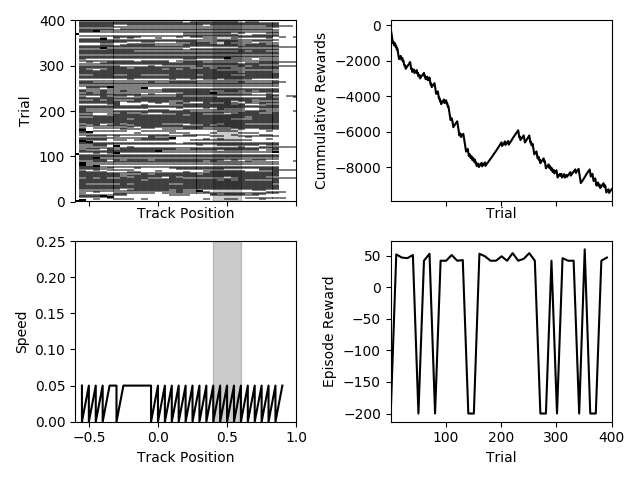 400
300
200
100
0
Trial
Track Position
0
−2000
−4000
−6000
−8000
Cummulative Rewards
Trial
0.25
0.20
0.15
0.10
0.05
0.00
Speed
−0.5 0.0 0.5 1.0
Track Position
50
0
−50
−100
−150
−200
Episode Reward
100 200 300 400
Trial